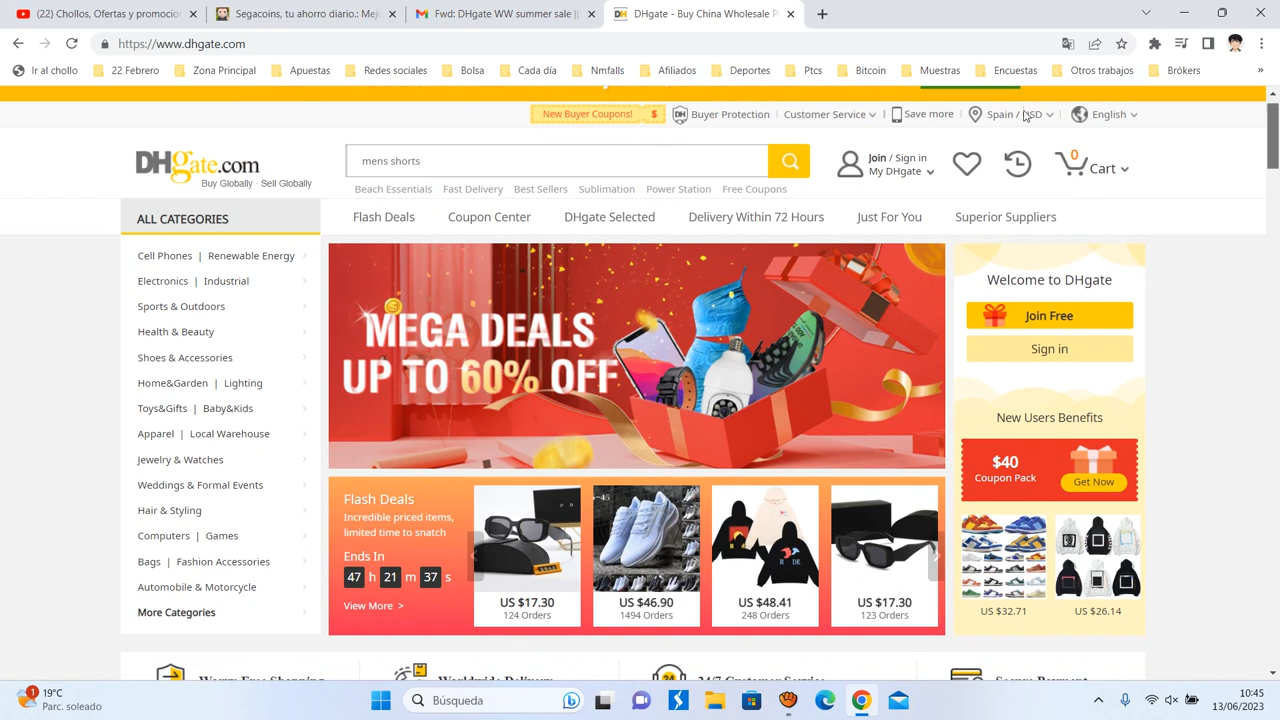 (22) Chollos, Ofertas y promocio
Segacoins, tu ahorro diario.: Mej
Fwd: DHgate WW summer sale ||
DHgate - Buy China Wholesale P
https://www.dhgate.com
Ir al chollo
22 Febrero
Zona Principal
Apuestas
Redes sociales
Bolsa
Cada día
Nmfalls
Afiliados
Deportes
Ptcs
Bitcoin
Muestras
Encuestas
Otros trabajos
Brókers
»
New Buyer Coupons! $
Buyer Protection
Customer Service
Save more
Spain / USD
English
DHgate.com
Buy Globally · Sell Globally
mens shorts
Join / Sign in
My DHgate
0
Cart
Beach Essentials
Fast Delivery
Best Sellers
Sublimation
Power Station
Free Coupons
ALL CATEGORIES
Flash Deals
Coupon Center
DHgate Selected
Delivery Within 72 Hours
Just For You
Superior Suppliers
Cell Phones | Renewable Energy
Electronics | Industrial
Sports & Outdoors
Health & Beauty
Shoes & Accessories
Home&Garden | Lighting
Toys&Gifts | Baby&Kids
Apparel | Local Warehouse
Jewelry & Watches
Weddings & Formal Events
Hair & Styling
Computers | Games
Bags | Fashion Accessories
Automobile & Motorcycle
More Categories
MEGA DEALS
UP TO 60% OFF
Welcome to DHgate
Join Free
Sign in
New Users Benefits
$40
Coupon Pack
Get Now
US $32.71
US $26.14
Flash Deals
Incredible priced items,
limited time to snatch
Ends In
47 h 21 m 37 s
View More >
US $17.30
124 Orders
US $46.90
1494 Orders
US $48.41
248 Orders
US $17.30
123 Orders
Worry-Free Shopping
Worldwide Delivery
24/7 Customer Service
Secure Payment
1
19°C
Parc. soleado
Búsqueda
10:45
13/06/2023